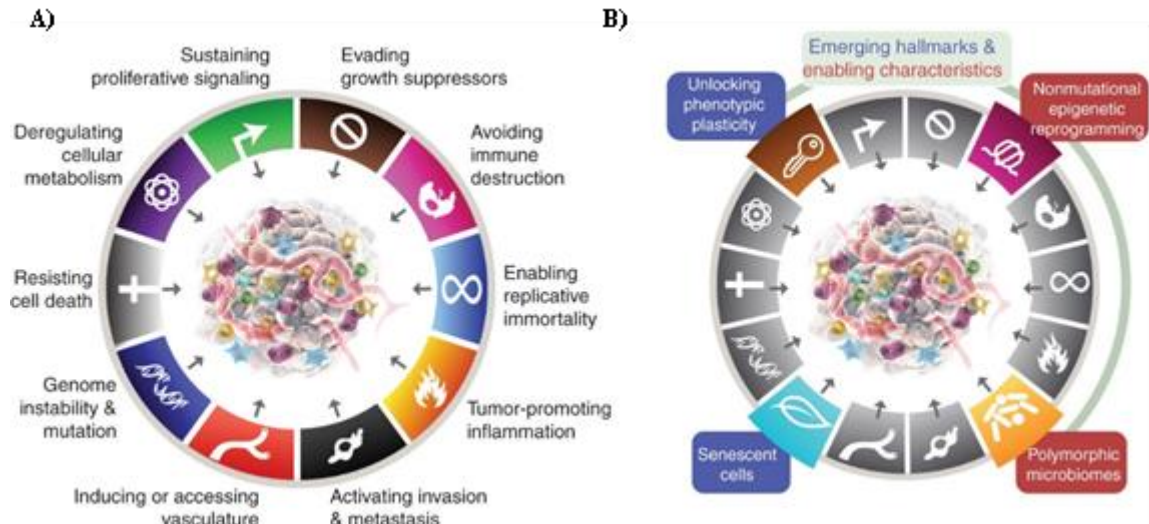 A)
Sustaining
proliferative signaling
Evading
growth suppressors
Deregulating
cellular
metabolism
Avoiding
immune
destruction
Resisting
cell death
Enabling
replicative
immortality
Genome
instability &
mutation
Tumor-promoting
inflammation
Inducing or accessing
vasculature
Activating invasion
& metastasis
B)
Emerging hallmarks &
enabling characteristics
Unlocking
phenotypic
plasticity
Nonmutational
epigenetic
reprogramming
Senescent
cells
Polymorphic
microbiomes